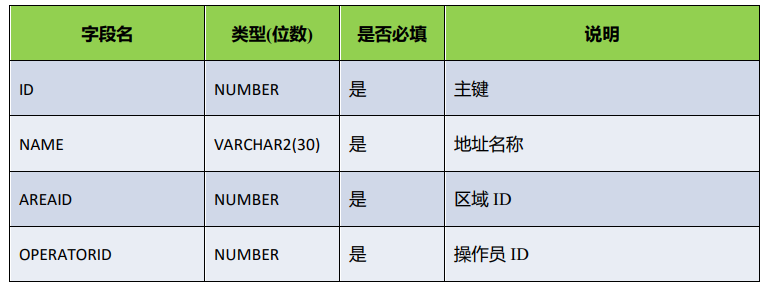 字段名 类型(位数) 是否必填 说明
ID NUMBER 是 主键
NAME VARCHAR2(30) 是 地址名称
AREAID NUMBER 是 区域 ID
OPERATORID NUMBER 是 操作员 ID